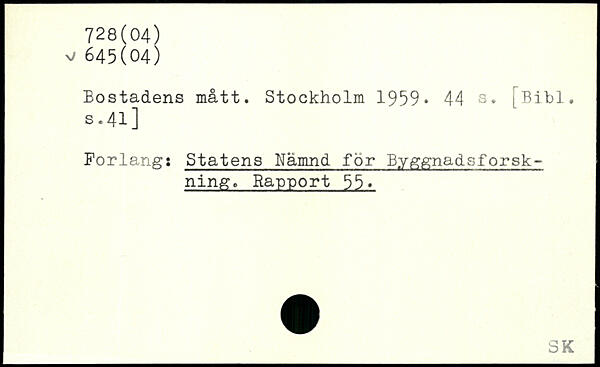 728(04)
✓ 645(04)
Bostadens mått. Stockholm 1959. 44 s. [Bibl.
s.41]
Forlang: Statens Nämnd för Byggnadsforsk-
ning. Rapport 55.
SK